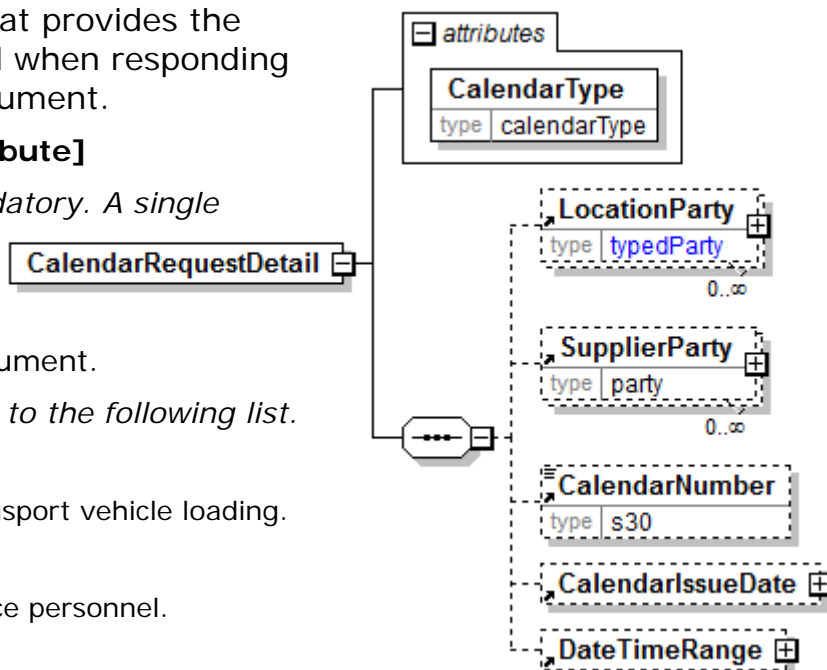 at provides the
when responding
ument.
bute]
datory. A single
ument.
to the following list.
nsport vehicle loading.
ce personnel.
CalendarRequestDetail
attributes
CalendarType
type calendarType
LocationParty
type typedParty
0..∞
SupplierParty
type party
0..∞
CalendarNumber
type s30
CalendarIssueDate
DateTimeRange